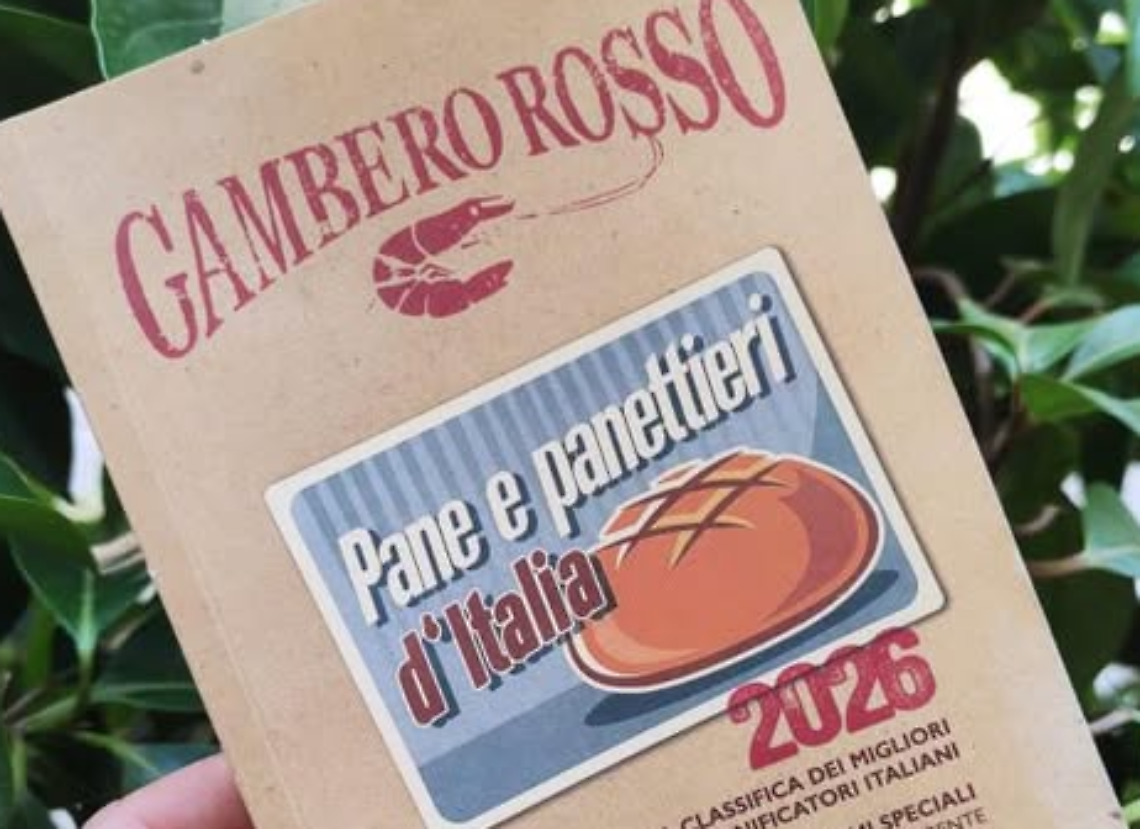 GAMBERO ROSSO
Pane e panettieri
d'Italia
2026
CLASSIFICA DEI MIGLIORI
ITALIANI
SPECIALI